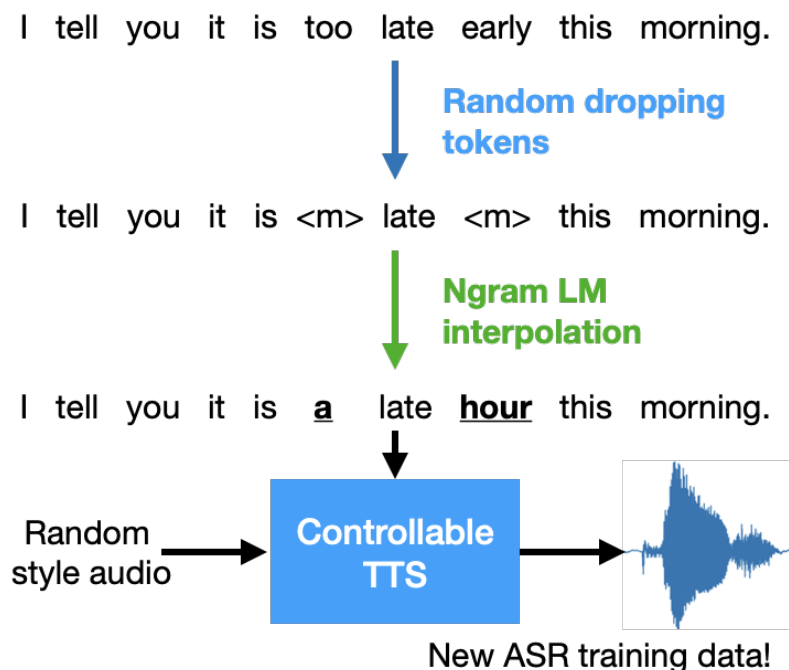 I tell you it is too late early this morning.
Random dropping
tokens
I tell you it is <m> late <m> this morning.
Ngram LM
interpolation
I tell you it is a late hour this morning.
Random
style audio
Controllable
TTS
New ASR training data!